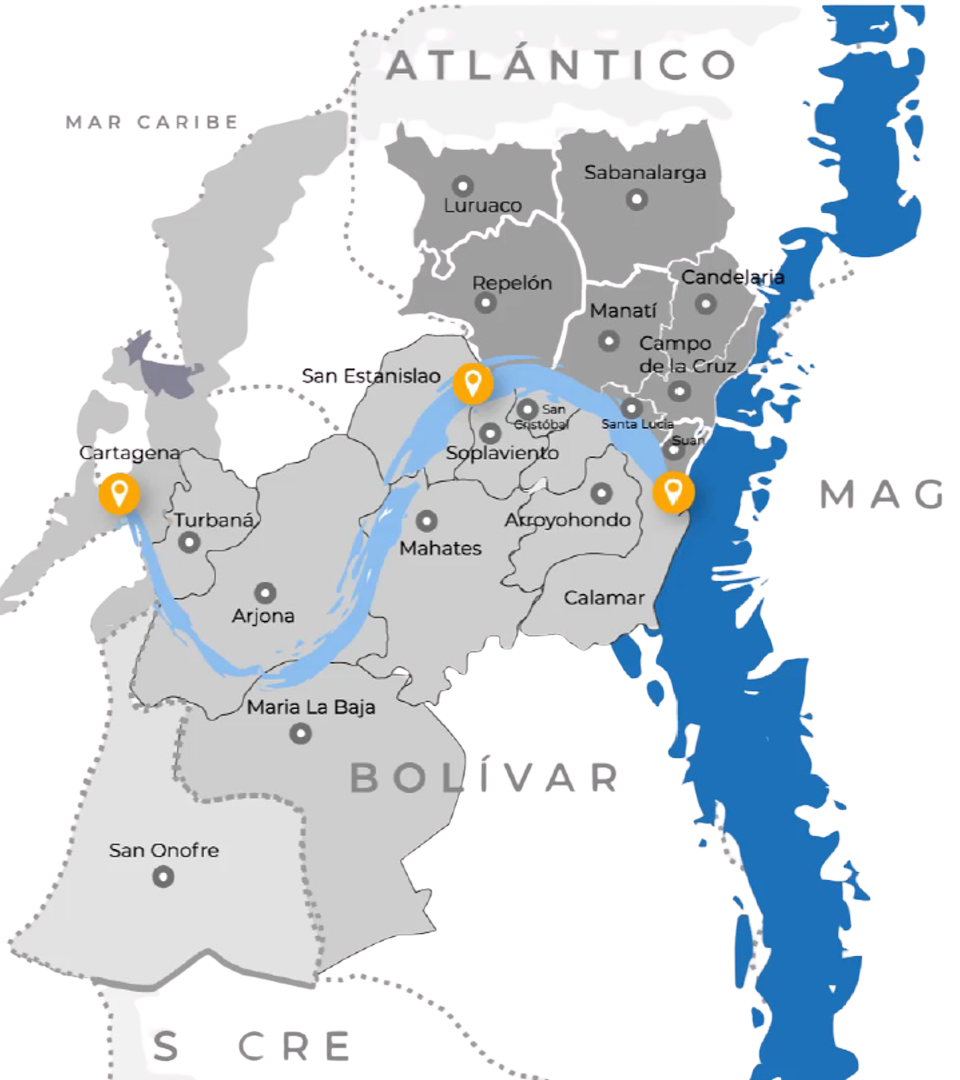 ATLÁNTICO
MAR CARIBE
Sabanalarga
Luruaco
Candelaria
Repelón
Manatí
Campo
de la Cruz
San Estanislao
San
Cristóbal
Santa Lucía
Suan
Cartagena
Soplaviento
MAG
Turbaná
Arroyohondo
Mahates
Calamar
Arjona
Maria La Baja
BOLÍVAR
San Onofre
S CRE